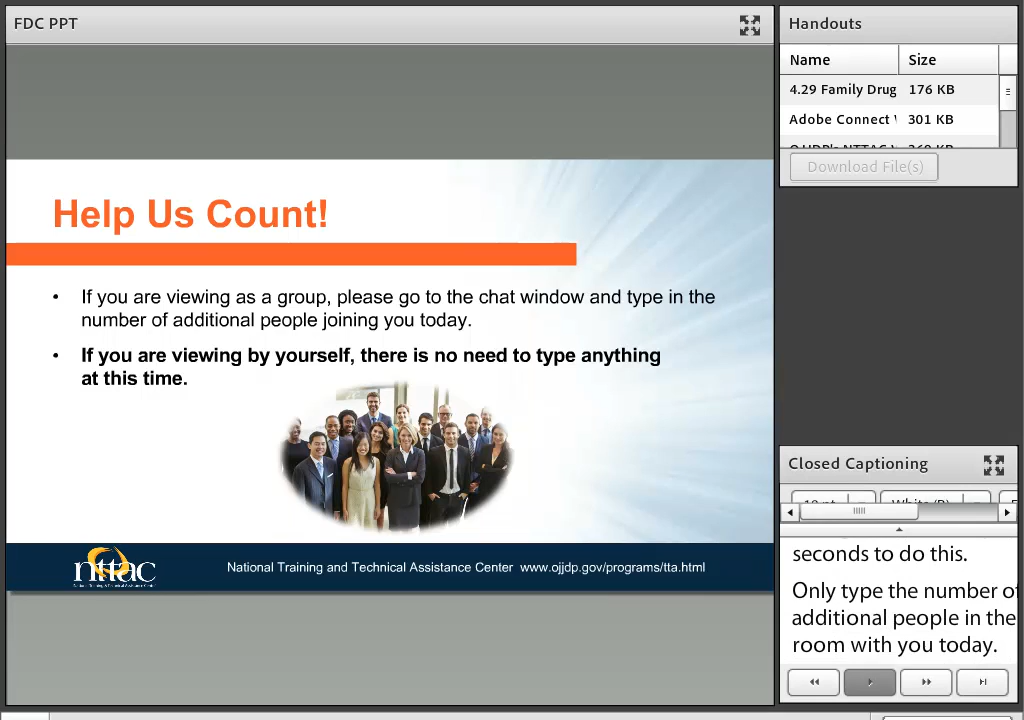 FDC PPT
Help Us Count!
• If you are viewing as a group, please go to the chat window and type in the
number of additional people joining you today.
• If you are viewing by yourself, there is no need to type anything
at this time.
nttac
National Training and Technical Assistance Center www.ojjdp.gov/programs/tta.html
Handouts
Name Size
4.29 Family Drug 176 KB
Adobe Connect 301 KB
Download File(s)
Closed Captioning
seconds to do this.
Only type the number of
additional people in the
room with you today.